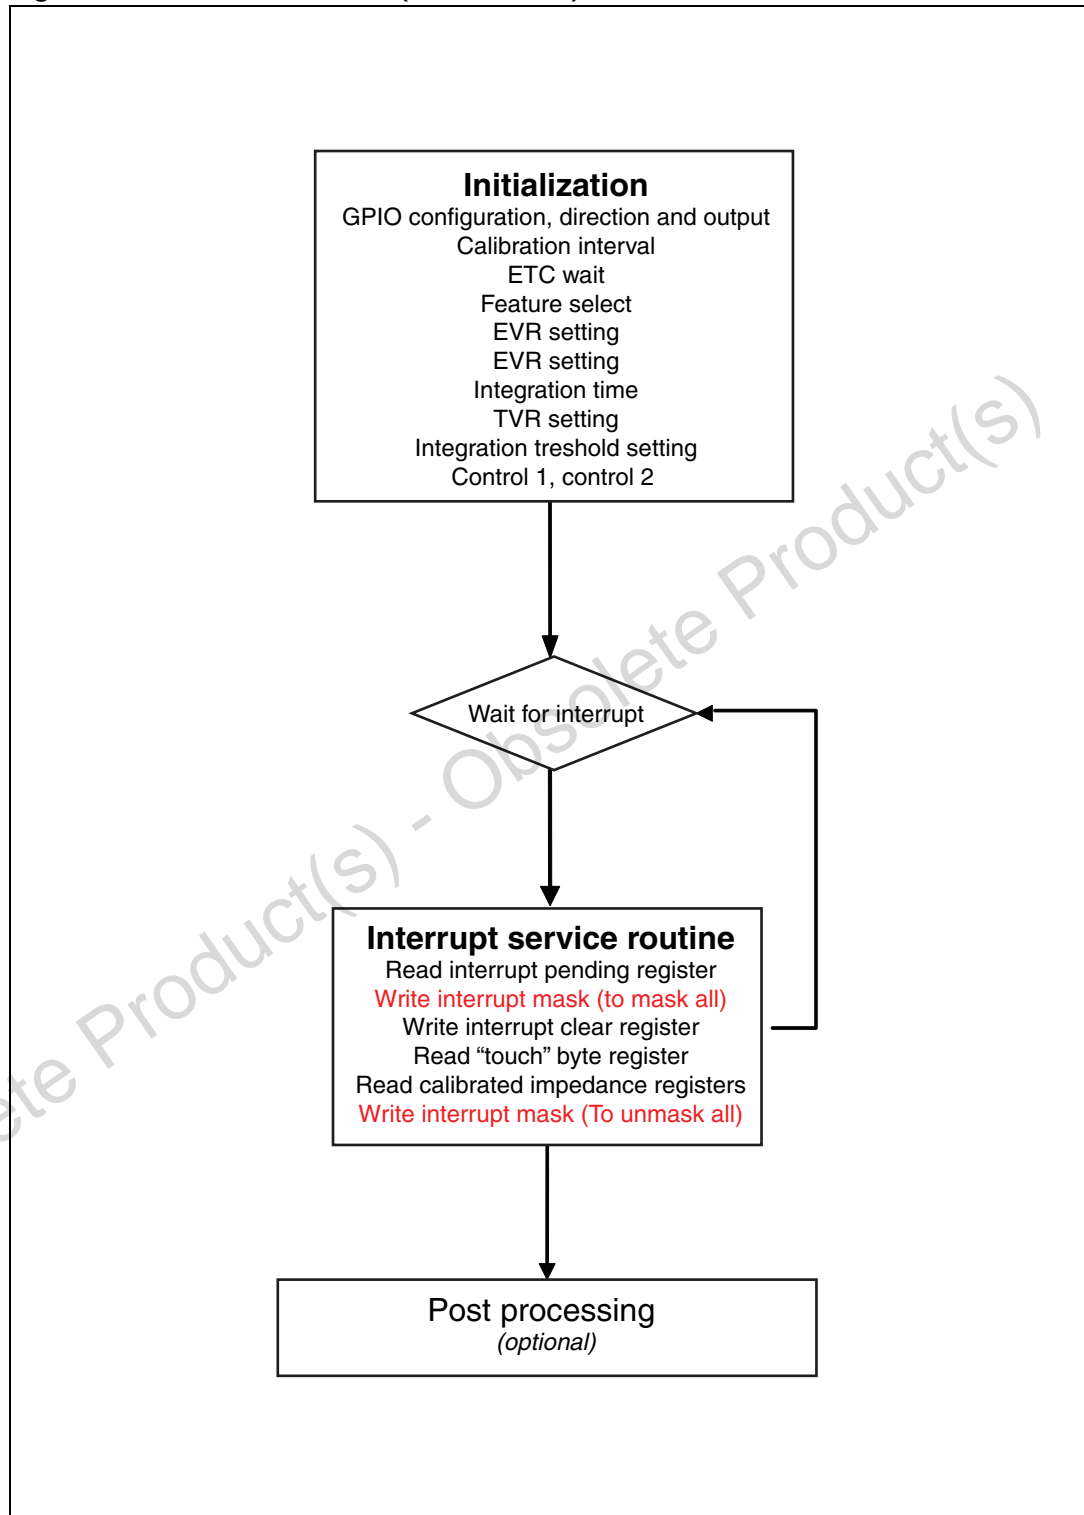 Initialization
GPIO configuration, direction and output
Calibration interval
ETC wait
Feature select
EVR setting
EVR setting
Integration time
TVR setting
Integration treshold setting
Control 1, control 2
Wait for interrupt
Interrupt service routine
Read interrupt pending register
Write interrupt mask (to mask all)
Write interrupt clear register
Read “touch” byte register
Read calibrated impedance registers
Write interrupt mask (To unmask all)
Post processing
(optional)
ete Product(s) - Obsolete Product(s)